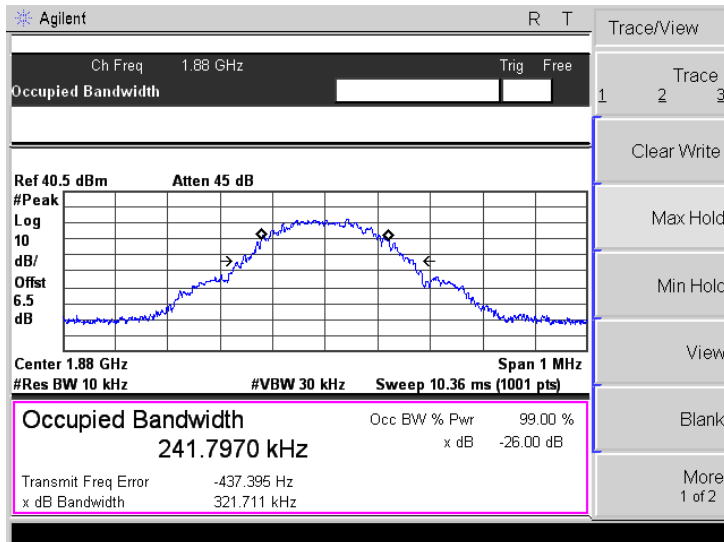 Agilent R T
Ch Freq 1.88 GHz Trig Free
Occupied Bandwidth
Ref 40.5 dBm Atten 45 dB
#Peak
Log
10
dB/
Offst
6.5
dB
Center 1.88 GHz Span 1 MHz
#Res BW 10 kHz #VBW 30 kHz Sweep 10.36 ms (1001 pts)
Occupied Bandwidth
241.7970 kHz
Occ BW % Pwr 99.00 %
x dB -26.00 dB
Transmit Freq Error -437.395 Hz
x dB Bandwidth 321.711 kHz
Trace/View
Trace
1 2 3
Clear Write
Max Hold
Min Hold
View
Blank
More
1 of 2